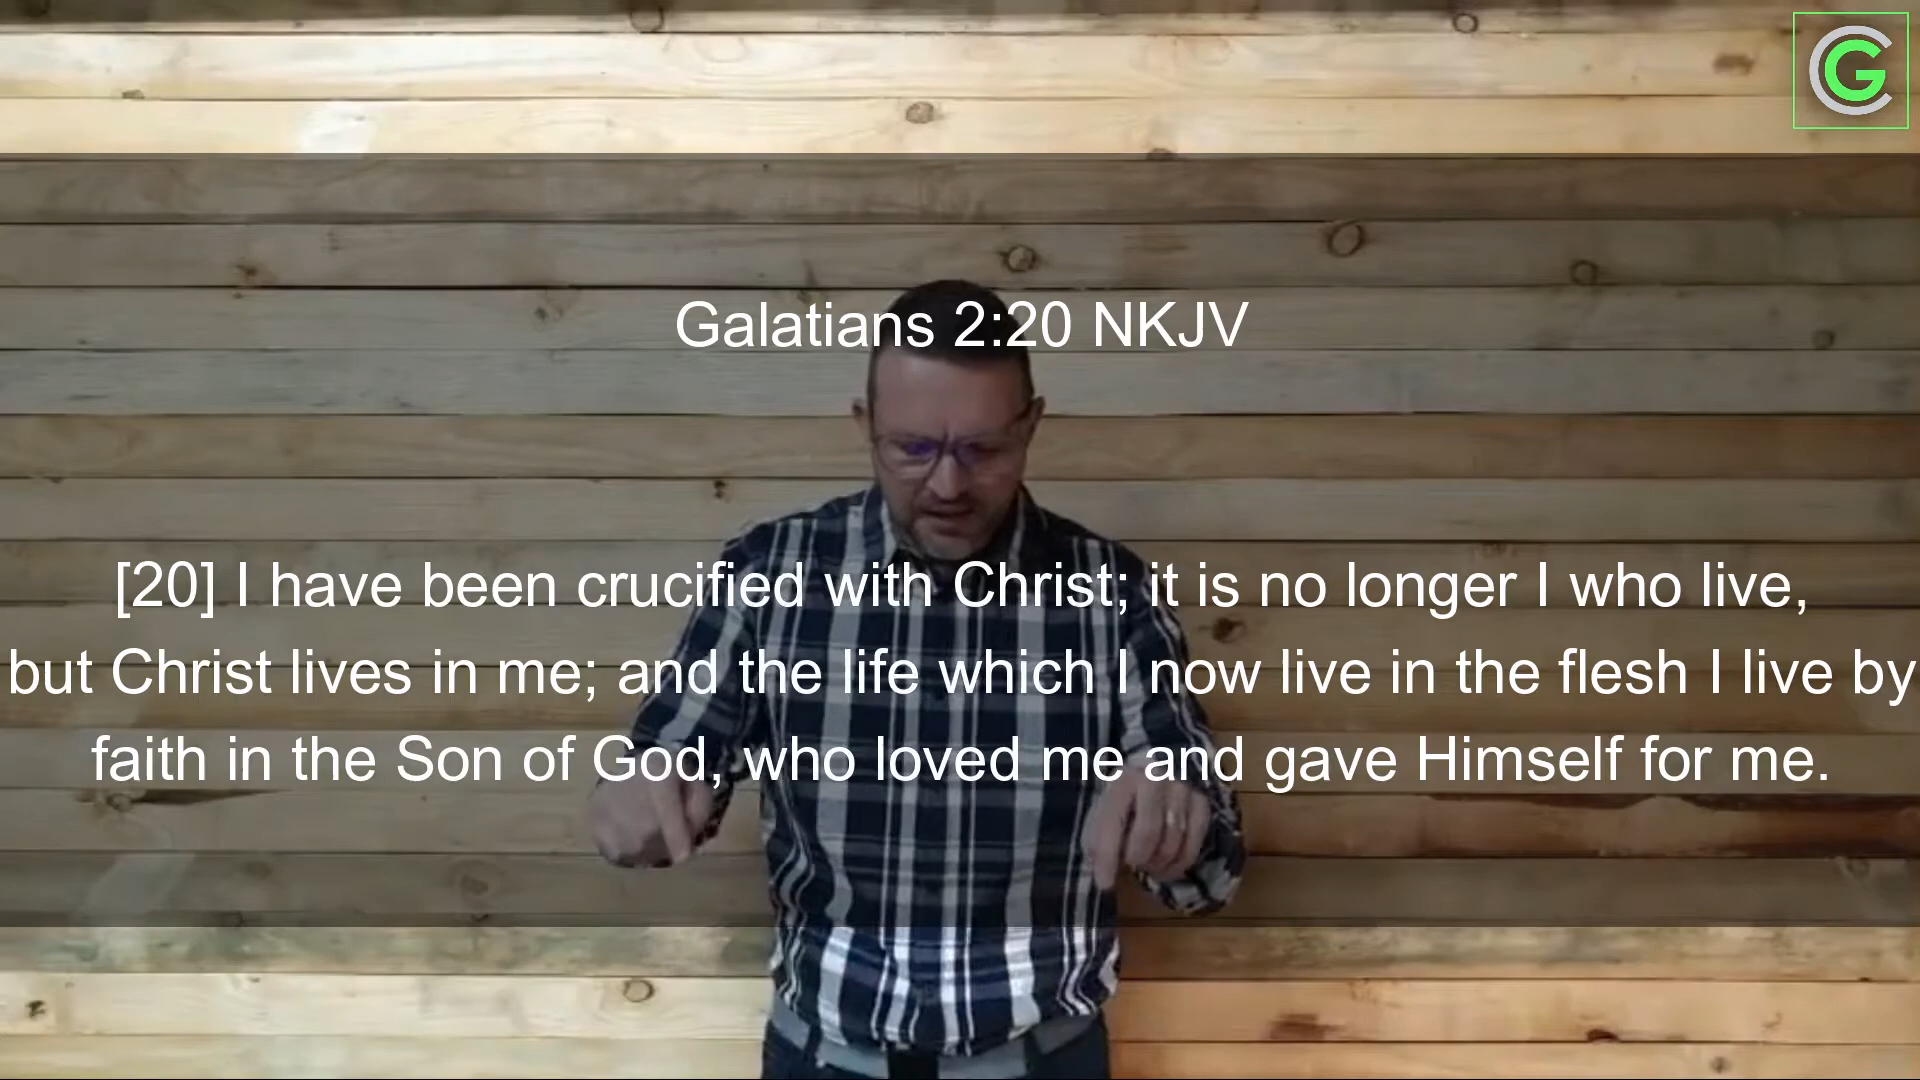 CG
Galatians 2:20 NKJV
[20] I have been crucified with Christ; it is no longer I who live,
but Christ lives in me; and the life which I now live in the flesh I live by
faith in the Son of God, who loved me and gave Himself for me.